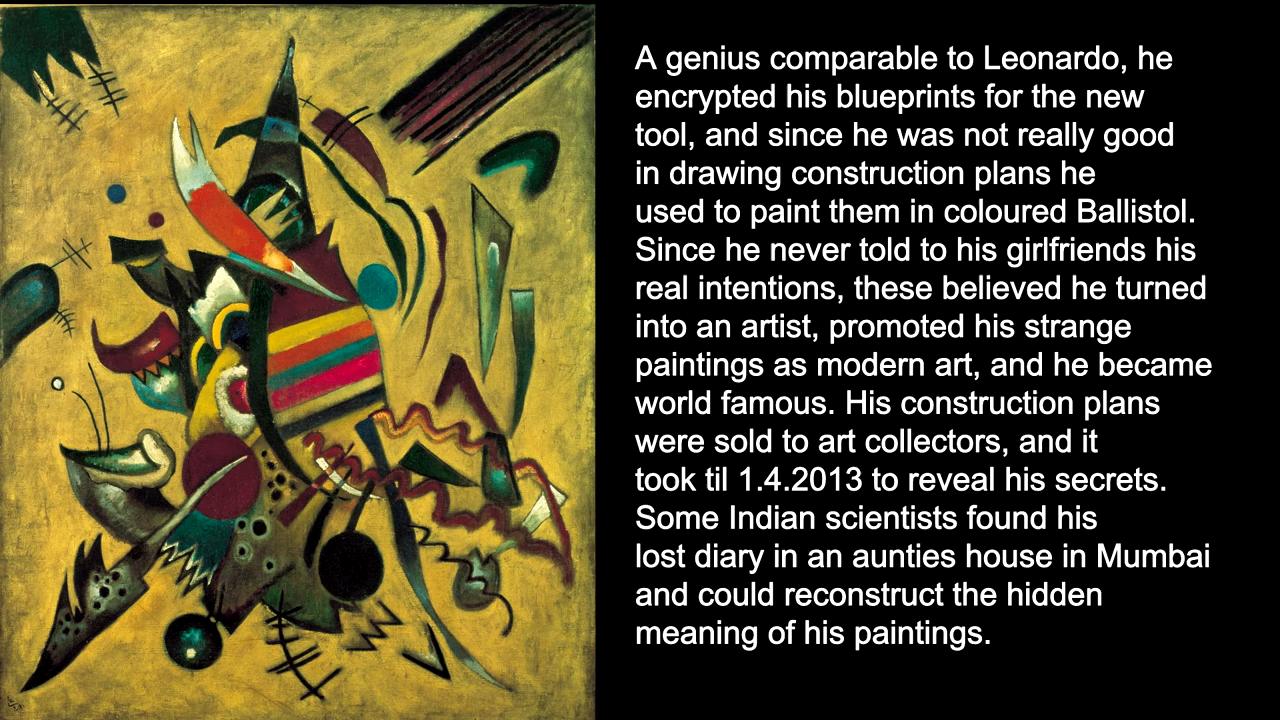 A genius comparable to Leonardo, he
encrypted his blueprints for the new
tool, and since he was not really good
in drawing construction plans he
used to paint them in coloured Ballistol.
Since he never told to his girlfriends his
real intentions, these believed he turned
into an artist, promoted his strange
paintings as modern art, and he became
world famous. His construction plans
were sold to art collectors, and it
took til 1.4.2013 to reveal his secrets.
Some Indian scientists found his
lost diary in an aunties house in Mumbai
and could reconstruct the hidden
meaning of his paintings.